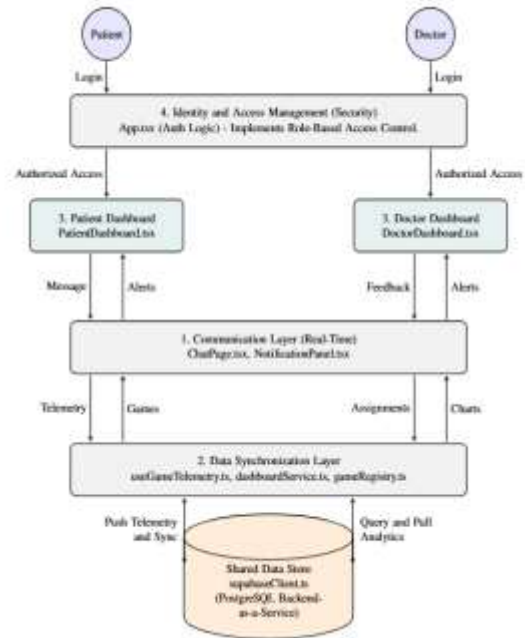 Patient
Doctor
Login
Login
4. Identity and Access Management (Security)
App.tsx (Auth Logic) - Implements Role-Based Access Control.
Authorized Access
Authorized Access
3. Patient Dashboard
PatientDashboard.tsx
3. Doctor Dashboard
DoctorDashboard.tsx
Message
Alerts
Feedback
Alerts
1. Communication Layer (Real-Time)
ChatPage.tsx, NotificationPanel.tsx
Telemetry
Games
Assignments
Charts
2. Data Synchronization Layer
useGameTelemetry.ts, dashboardService.ts, gameRegistry.ts
Push Telemetry
and Sync
Query and Pull
Analytics
Shared Data Store
supabaseClient.ts
(PostgreSQL Backend-
as-a-Service)